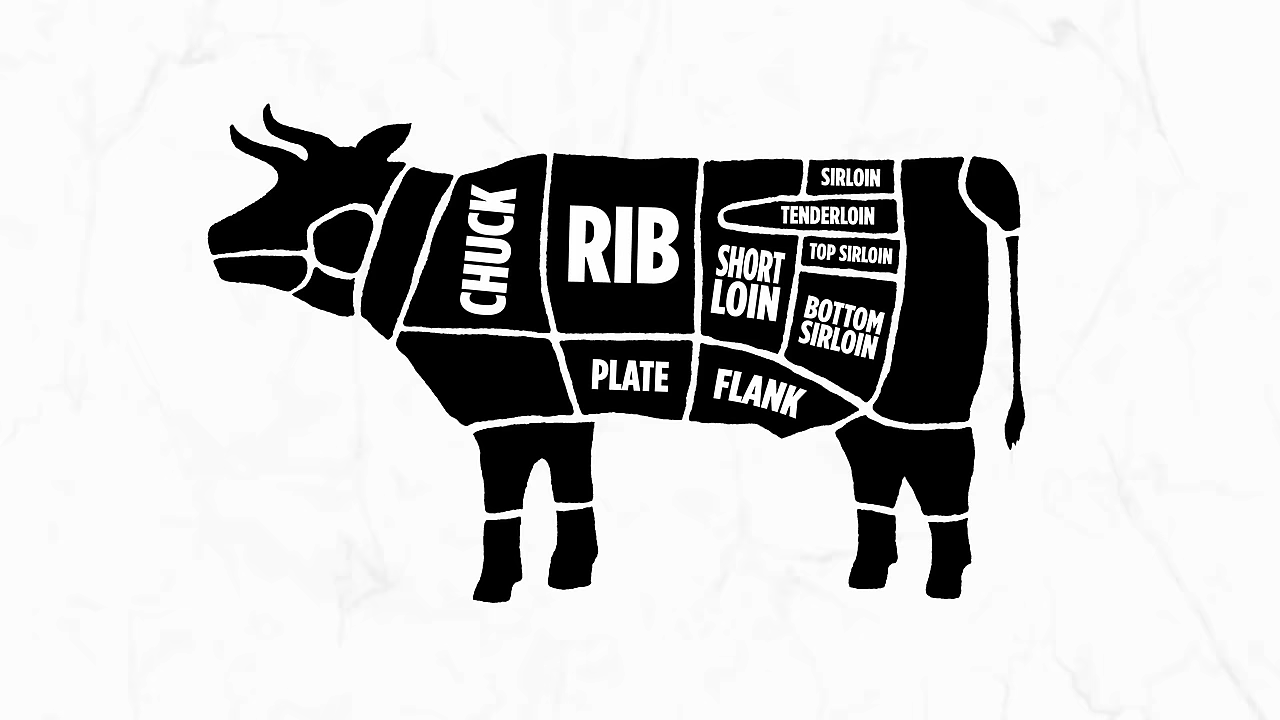 CHUCK
RIB
SIRLOIN
TENDERLOIN
TOP SIRLOIN
SHORT
LOIN
BOTTOM
SIRLOIN
PLATE
FLANK